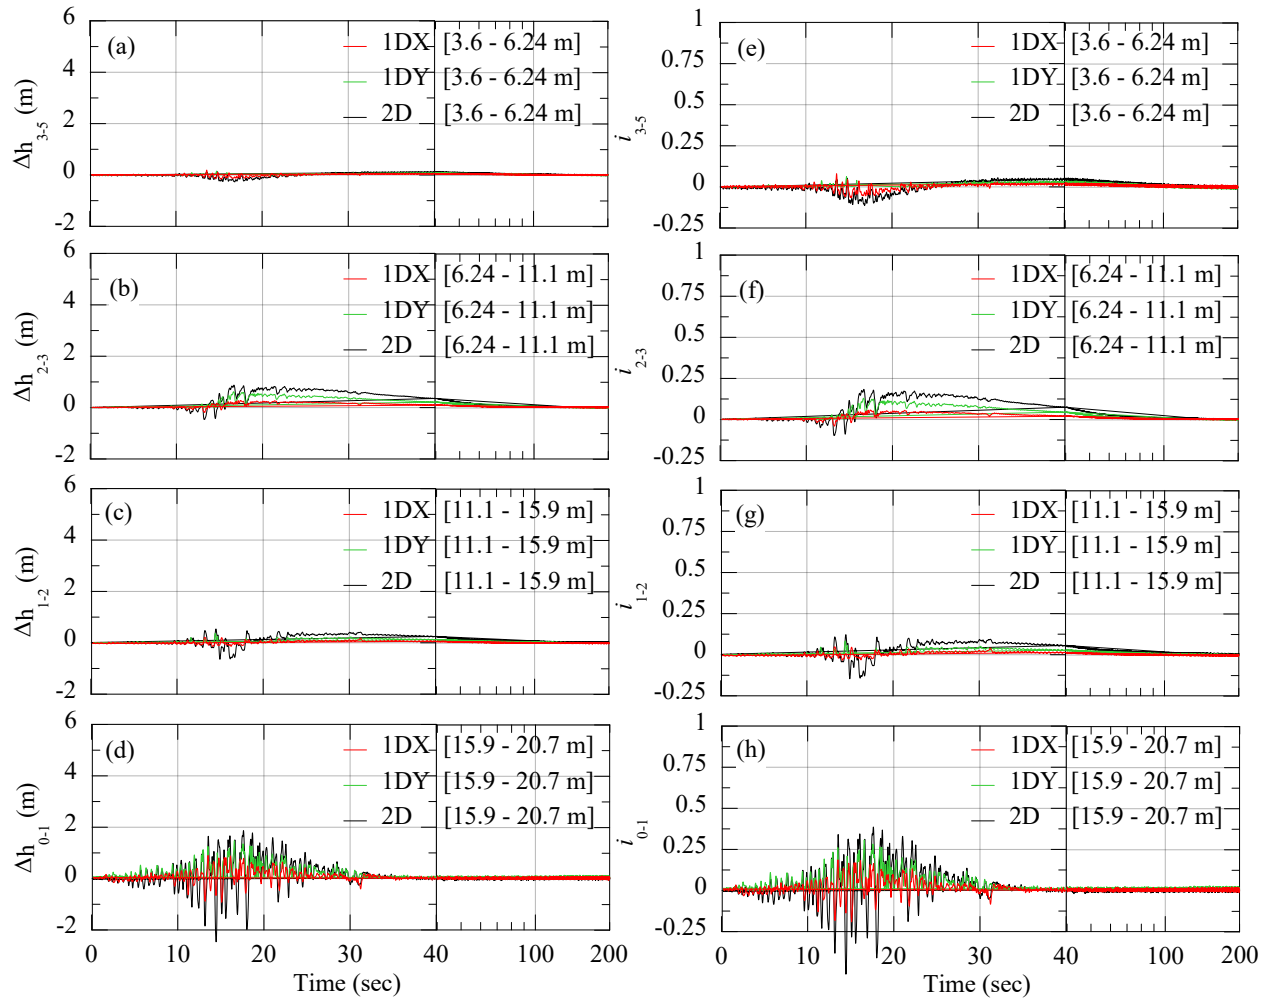 6
(a)
1DX [3.6 - 6.24 m]
4
1DY [3.6 - 6.24 m]
2
2D [3.6 - 6.24 m]
0
-2
Δh3-5 (m)
1
(e)
1DX [3.6 - 6.24 m]
0.75
1DY [3.6 - 6.24 m]
0.5
2D [3.6 - 6.24 m]
0.25
0
-0.25
i3-5
6
(b)
1DX [6.24 - 11.1 m]
4
1DY [6.24 - 11.1 m]
2
2D [6.24 - 11.1 m]
0
-2
Δh2-3 (m)
1
(f)
1DX [6.24 - 11.1 m]
0.75
1DY [6.24 - 11.1 m]
0.5
2D [6.24 - 11.1 m]
0.25
0
-0.25
i2-3
6
(c)
1DX [11.1 - 15.9 m]
4
1DY [11.1 - 15.9 m]
2
2D [11.1 - 15.9 m]
0
-2
Δh1-2 (m)
1
(g)
1DX [11.1 - 15.9 m]
0.75
1DY [11.1 - 15.9 m]
0.5
2D [11.1 - 15.9 m]
0.25
0
-0.25
i1-2
6
(d)
1DX [15.9 - 20.7 m]
4
1DY [15.9 - 20.7 m]
2
2D [15.9 - 20.7 m]
0
-2
Δh0-1 (m)
0 10 20 30 40 100 200
Time (sec)
1
(h)
1DX [15.9 - 20.7 m]
0.75
1DY [15.9 - 20.7 m]
0.5
2D [15.9 - 20.7 m]
0.25
0
-0.25
i0-1
0 10 20 30 40 100 200
Time (sec)